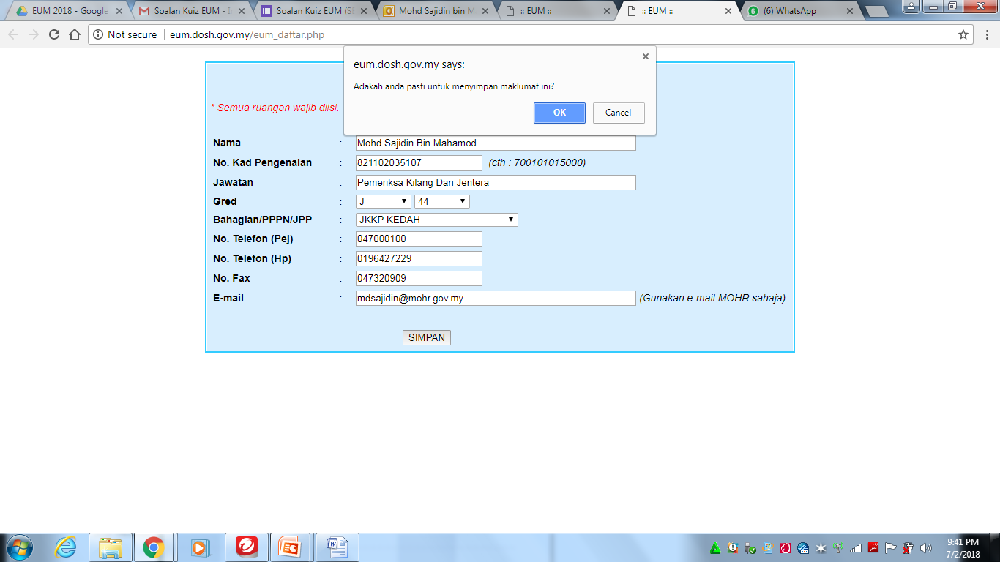 EUM 2018 - Google
Soalan Kuiz EUM - I
Soalan Kuiz EUM (SE
Mohd Sajidin bin M
:: EUM ::
:: EUM ::
(6) WhatsApp
Not secure eum.dosh.gov.my/eum_daftar.php
eum.dosh.gov.my says:
Adakah anda pasti untuk menyimpan maklumat ini?
OK Cancel
* Semua ruangan wajib diisi.
Nama : Mohd Sajidin Bin Mahamod
No. Kad Pengenalan : 821102035107 (cth : 700101015000)
Jawatan : Pemeriksa Kilang Dan Jentera
Gred : J 44
Bahagian/PPPN/JPP : JKKP KEDAH
No. Telefon (Pej) : 047000100
No. Telefon (Hp) : 0196427229
No. Fax : 047320909
E-mail : mdsajidin@mohr.gov.my (Gunakan e-mail MOHR sahaja)
SIMPAN
9:41 PM
7/2/2018